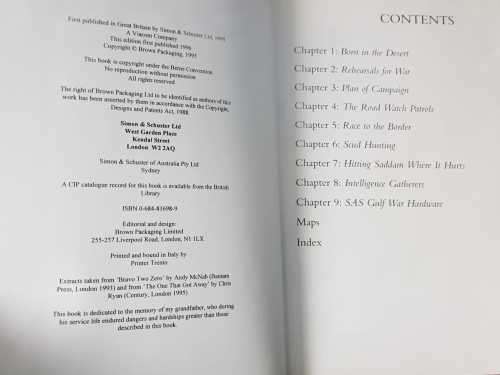 First published in Great Britain by Simon & Schuster Ltd, 1995
A Viacom Company
This edition first published 1996
Copyright © Brown Packaging, 1995
This book is copyright under the Berne Convention
No reproduction without permission
All rights reserved
The right of Brown Packaging Ltd to be identified as authors of this
work has been asserted by them in accordance with the Copyright,
Designs and Patents Act, 1988
Simon & Schuster Ltd
West Garden Place
Kendal Street
London W2 2AQ
Simon & Schuster of Australia Pty Ltd
Sydney
A CIP catalogue record for this book is available from the British
Library
ISBN 0-684-81698-9
Editorial and design:
Brown Packaging Limited
255-257 Liverpool Road, London, N1 1LX
Printed and bound in Italy by
Printer Trento
Extracts taken from 'Bravo Two Zero' by Andy McNab (Bantam
Press, London 1993) and from 'The One That Got Away' by Chris
Ryan (Century, London 1995)
This book is dedicated to the memory of my grandfather, who during
his service life endured dangers and hardships greater than those
described in this book.
CONTENTS
Chapter 1: Born in the Desert
Chapter 2: Rehearsals for War
Chapter 3: Plan of Campaign
Chapter 4: The Road Watch Patrols
Chapter 5: Race to the Border
Chapter 6: Scud Hunting
Chapter 7: Hitting Saddam Where It Hurts
Chapter 8: Intelligence Gatherers
Chapter 9: SAS Gulf War Hardware
Maps
Index